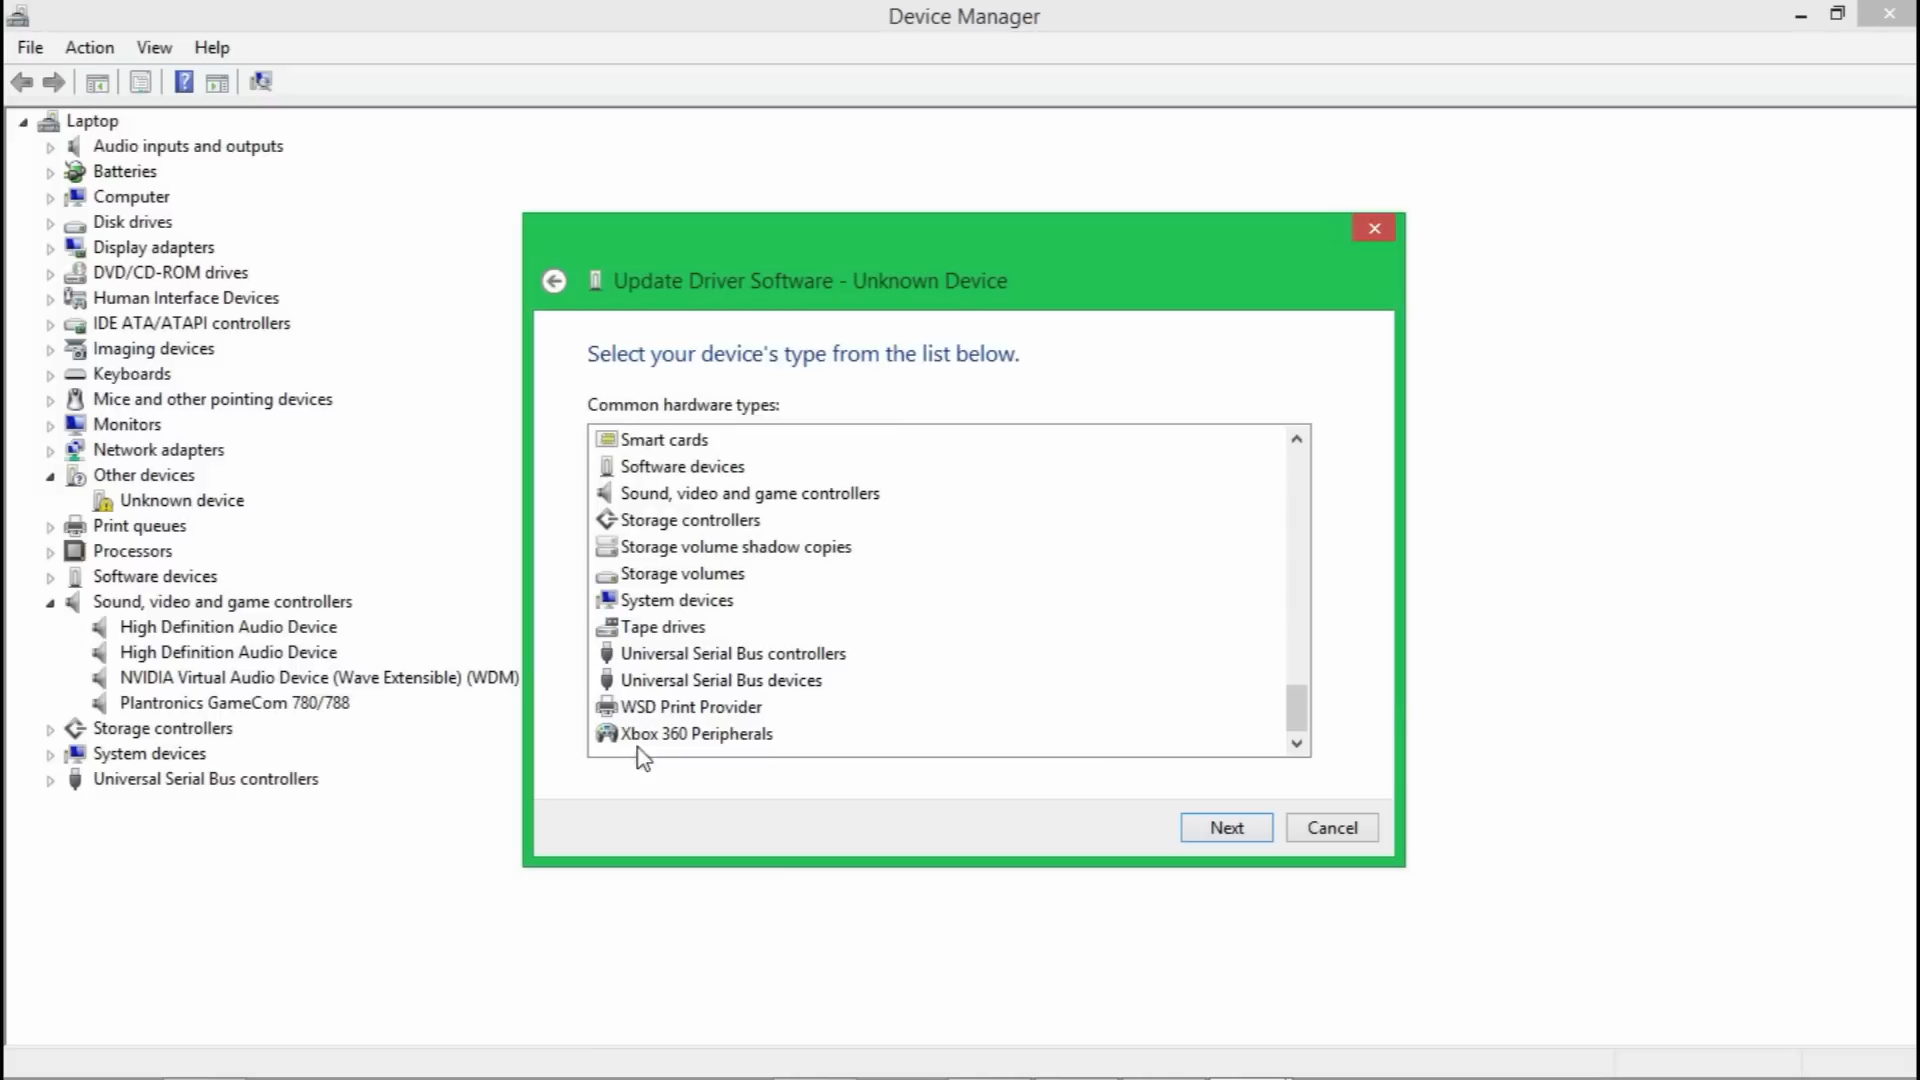 Device Manager
File Action View Help
Laptop
Audio inputs and outputs
Batteries
Computer
Disk drives
Display adapters
DVD/CD-ROM drives
Human Interface Devices
IDE ATA/ATAPI controllers
Imaging devices
Keyboards
Mice and other pointing devices
Monitors
Network adapters
Other devices
Unknown device
Print queues
Processors
Software devices
Sound, video and game controllers
High Definition Audio Device
High Definition Audio Device
NVIDIA Virtual Audio Device (Wave Extensible) (WDM)
Plantronics GameCom 780/788
Storage controllers
System devices
Universal Serial Bus controllers
Update Driver Software - Unknown Device
Select your device's type from the list below.
Common hardware types:
Smart cards
Software devices
Sound, video and game controllers
Storage controllers
Storage volume shadow copies
Storage volumes
System devices
Tape drives
Universal Serial Bus controllers
Universal Serial Bus devices
WSD Print Provider
Xbox 360 Peripherals
Next Cancel